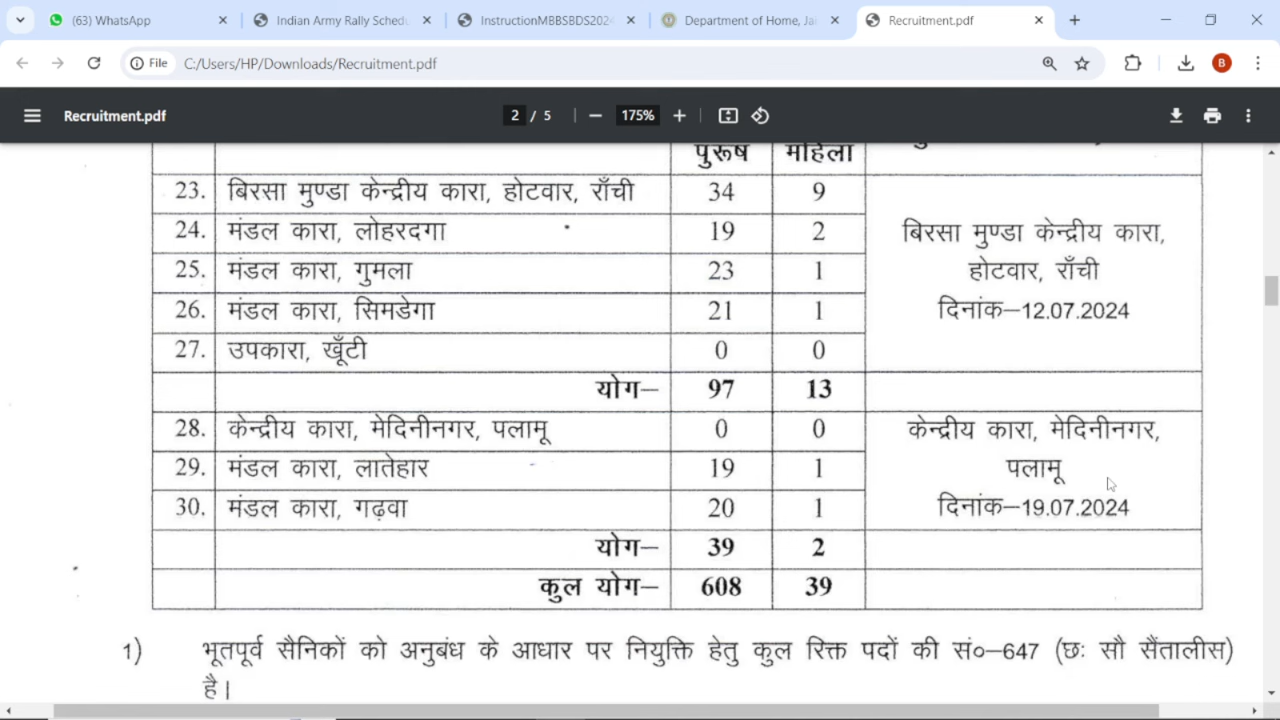 (63) WhatsApp
Indian Army Rally Schedu
InstructionMBBSBDS2024
Department of Home, Ja
Recruitment.pdf
File C:/Users/HP/Downloads/Recruitment.pdf B
Recruitment.pdf 2 / 5 175%
पुरूष महिला
23. बिरसा मुण्डा केन्द्रीय कारा, होटवार, राँची 34 9
24. मंडल कारा, लोहरदगा 19 2 बिरसा मुण्डा केन्द्रीय कारा,
25. मंडल कारा, गुमला 23 1 होटवार, राँची
26. मंडल कारा, सिमडेगा 21 1 दिनांक–12.07.2024
27. उपकारा, खूँटी 0 0
योग– 97 13
28. केन्द्रीय कारा, मेदिनीनगर, पलामू 0 0 केन्द्रीय कारा, मेदिनीनगर,
29. मंडल कारा, लातेहार 19 1 पलामू
30. मंडल कारा, गढ़वा 20 1 दिनांक–19.07.2024
योग– 39 2
कुल योग– 608 39
1) भूतपूर्व सैनिकों को अनुबंध के आधार पर नियुक्ति हेतु कुल रिक्त पदों की सं०–647 (छः सौ सैंतालीस)
है।